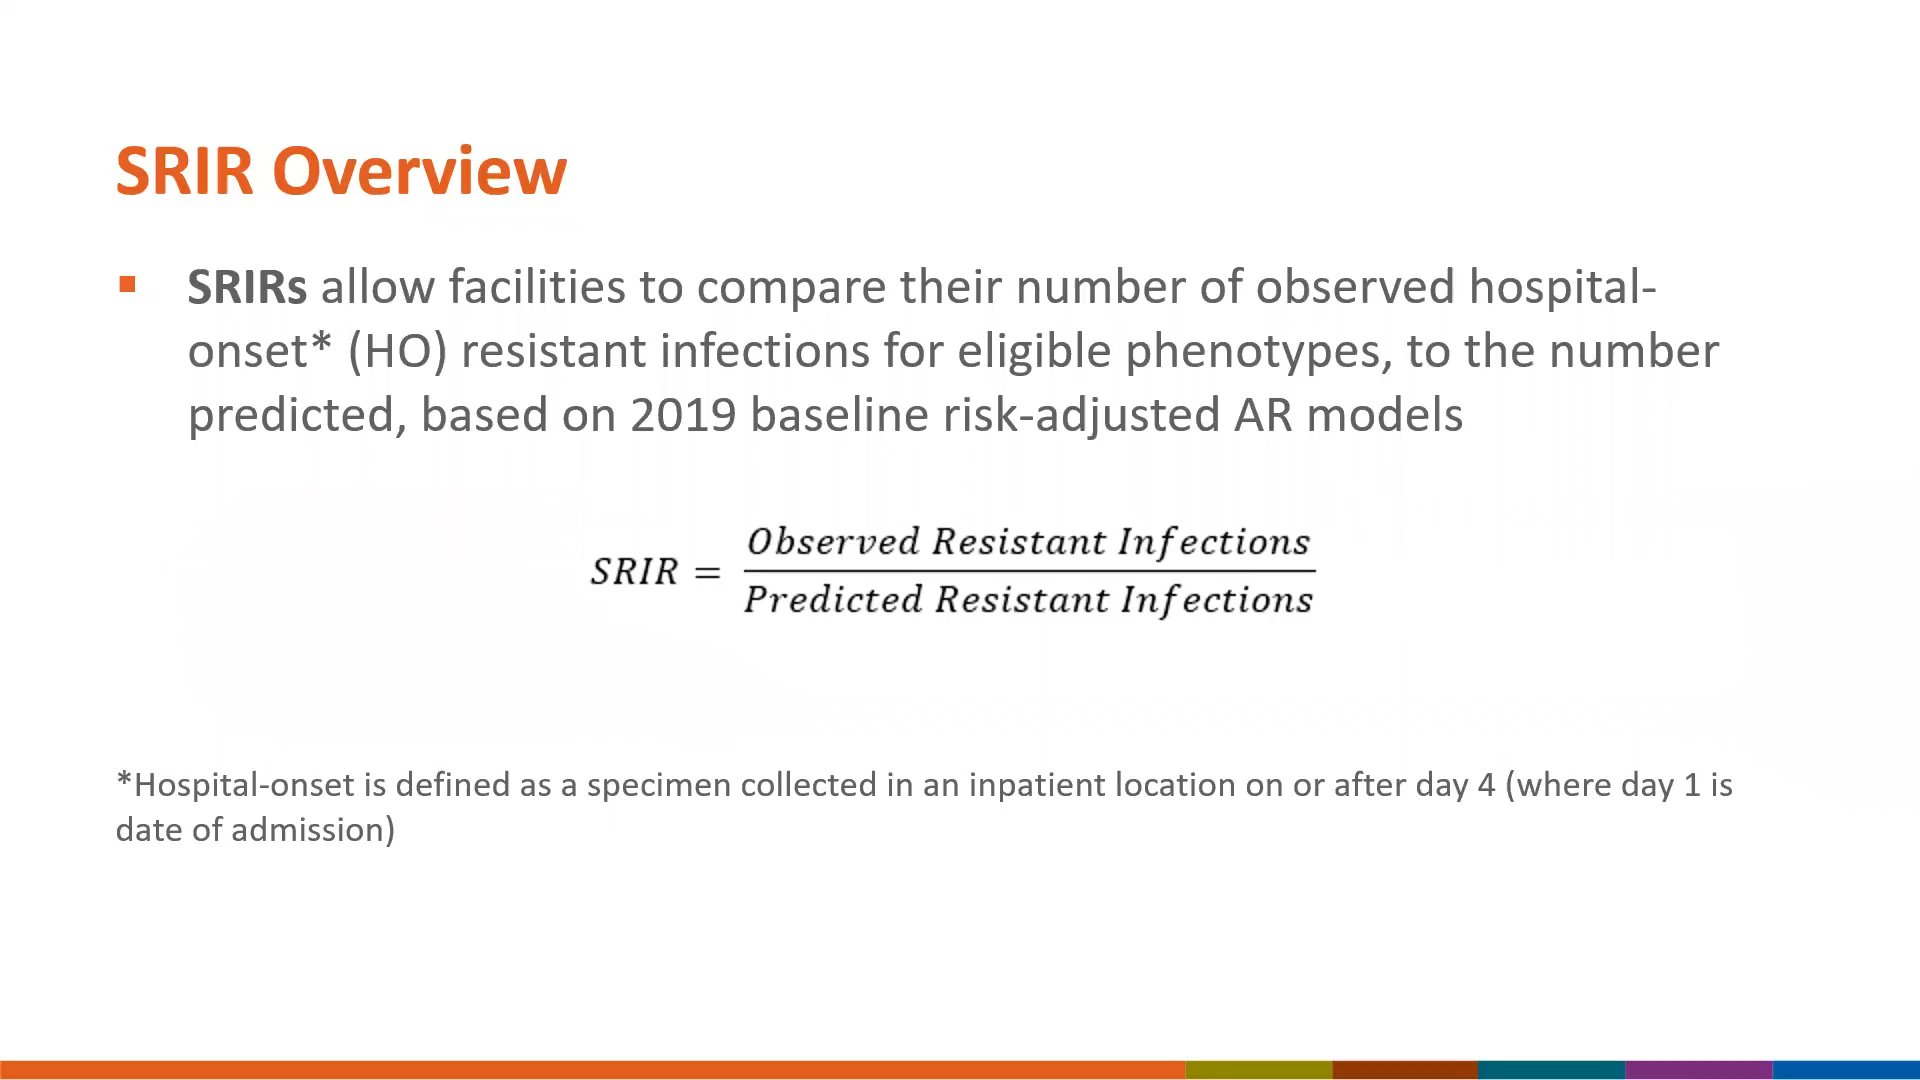 SRIR Overview
▪ SRIRs allow facilities to compare their number of observed hospital-
onset* (HO) resistant infections for eligible phenotypes, to the number
predicted, based on 2019 baseline risk-adjusted AR models
SRIR = Observed Resistant Infections
Predicted Resistant Infections
*Hospital-onset is defined as a specimen collected in an inpatient location on or after day 4 (where day 1 is
date of admission)